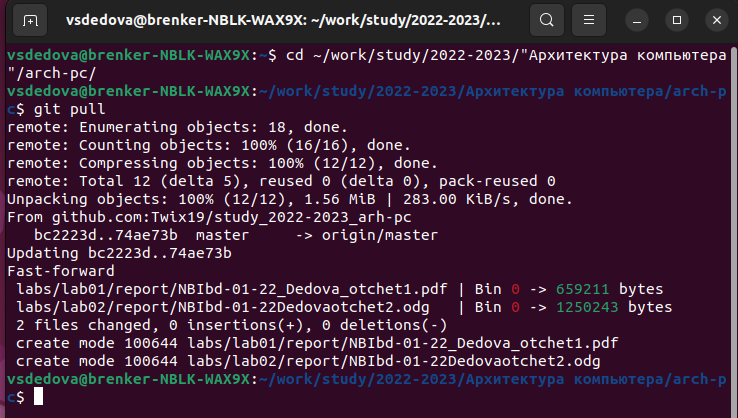 vsdedova@brenker-NBLK-WAX9X: ~/work/study/2022-2023/...
vsdedova@brenker-NBLK-WAX9X:~$ cd ~/work/study/2022-2023/"Архитектура компьютера
"/arch-pc/
vsdedova@brenker-NBLK-WAX9X:~/work/study/2022-2023/Архитектура компьютера/arch-p
c$ git pull
remote: Enumerating objects: 18, done.
remote: Counting objects: 100% (16/16), done.
remote: Compressing objects: 100% (12/12), done.
remote: Total 12 (delta 5), reused 0 (delta 0), pack-reused 0
Unpacking objects: 100% (12/12), 1.56 MiB | 283.00 KiB/s, done.
From github.com:Twix19/study_2022-2023_arh-pc
   bc2223d..74ae73b  master     -> origin/master
Updating bc2223d..74ae73b
Fast-forward
 labs/lab01/report/NBIbd-01-22_Dedova_otchet1.pdf | Bin 0 -> 659211 bytes
 labs/lab02/report/NBIbd-01-22Dedovaotchet2.odg   | Bin 0 -> 1250243 bytes
 2 files changed, 0 insertions(+), 0 deletions(-)
 create mode 100644 labs/lab01/report/NBIbd-01-22_Dedova_otchet1.pdf
 create mode 100644 labs/lab02/report/NBIbd-01-22Dedovaotchet2.odg
vsdedova@brenker-NBLK-WAX9X:~/work/study/2022-2023/Архитектура компьютера/arch-p
c$